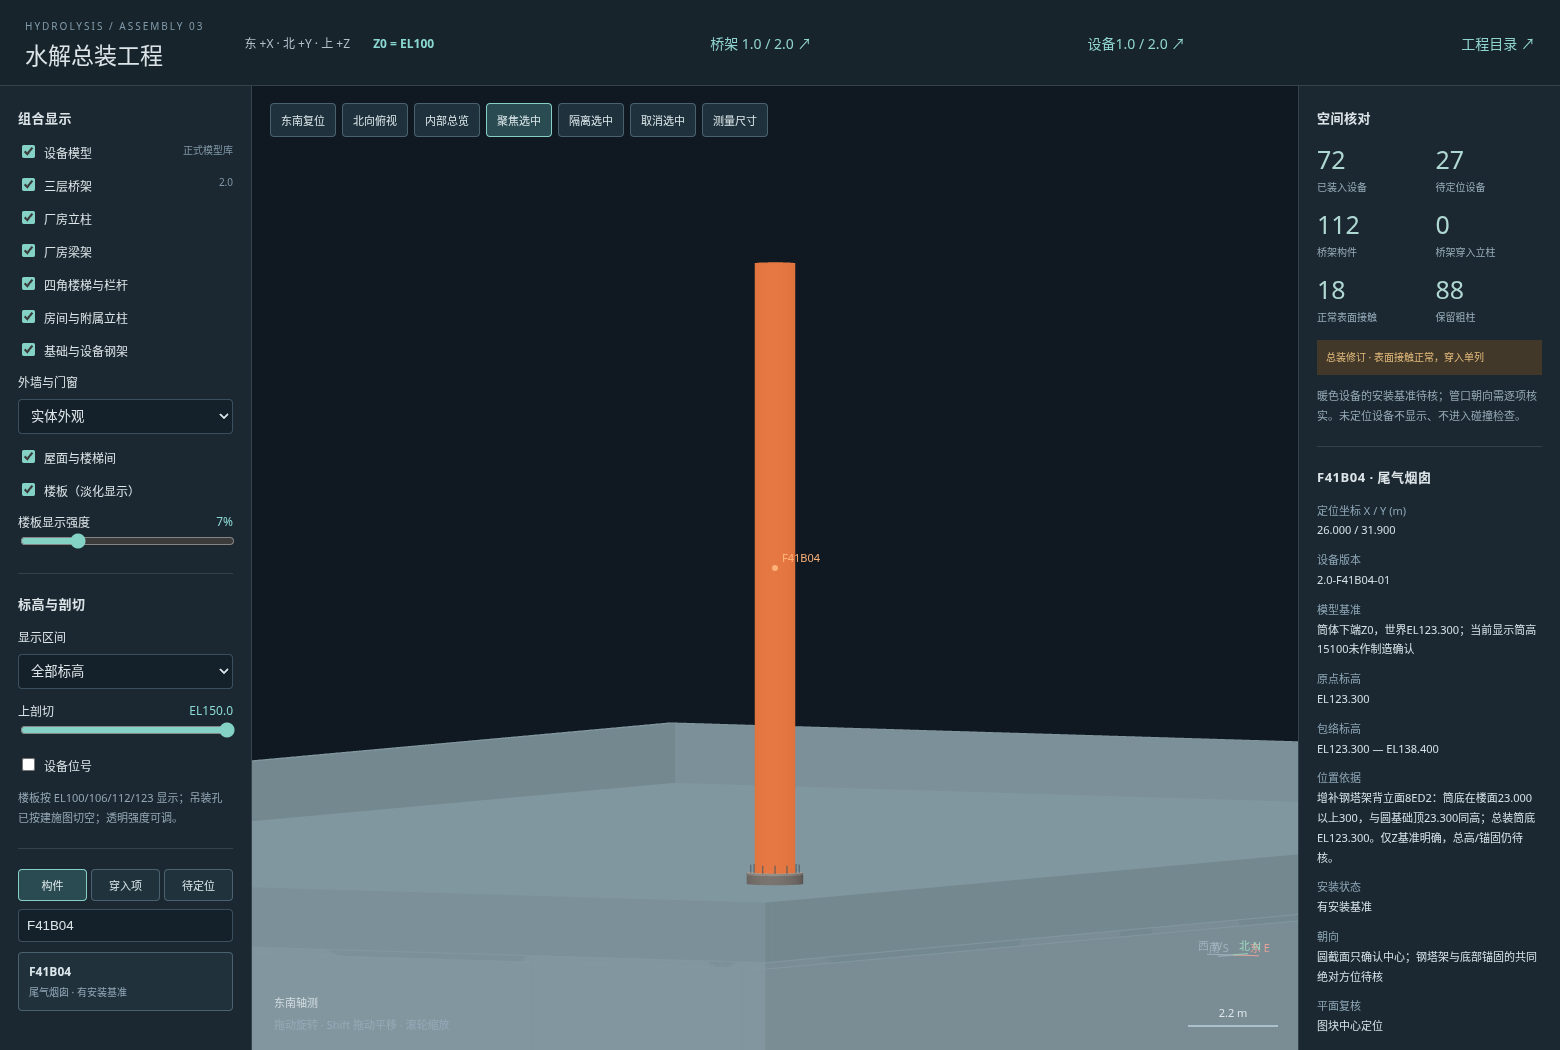 HYDROLYSIS / ASSEMBLY 03
水解总装工程
东 +X · 北 +Y · 上 +Z
Z0 = EL100
桥架 1.0 / 2.0 ↗
设备1.0 / 2.0 ↗
工程目录 ↗
组合显示
设备模型
正式模型库
三层桥架
2.0
厂房立柱
厂房梁架
四角楼梯与栏杆
房间与附属立柱
基础与设备钢架
外墙与门窗
实体外观
屋面与楼梯间
楼板（淡化显示）
楼板显示强度
7%
标高与剖切
显示区间
全部标高
上剖切
EL150.0
设备位号
楼板按 EL100/106/112/123 显示；吊装孔
已按建施图切空；透明强度可调。
构件
穿入项
待定位
F41B04
F41B04
尾气烟囱 · 有安装基准
东南复位
北向俯视
内部总览
聚焦选中
隔离选中
取消选中
测量尺寸
F41B04
北 N
东南轴测
拖动旋转 · Shift 拖动平移 · 滚轮缩放
2.2 m
空间核对
72
已装入设备
27
待定位设备
112
桥架构件
0
桥架穿入立柱
18
正常表面接触
88
保留粗柱
总装修订 · 表面接触正常，穿入单列
暖色设备的安装基准待核；管口朝向需逐项核
实。未定位设备不显示、不进入碰撞检查。
F41B04 · 尾气烟囱
定位坐标 X / Y (m)
26.000 / 31.900
设备版本
2.0-F41B04-01
模型基准
筒体下端Z0，世界EL123.300；当前显示筒高
15100未作制造确认
原点标高
EL123.300
包络标高
EL123.300 — EL138.400
位置依据
增补钢塔架背立面8ED2：筒底在楼面23.000
以上300，与圆基础顶23.300同高；总装筒底
EL123.300。仅Z基准明确，总高/锚固仍待
核。
安装状态
有安装基准
朝向
圆截面只确认中心；钢塔架与底部锚固的共同
绝对方位待核
平面复核
图块中心定位